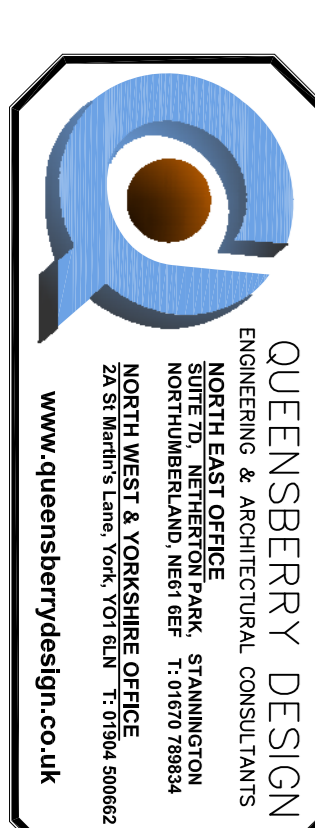 QUEENSBERRY DESIGN
ENGINEERING & ARCHITECTURAL CONSULTANTS
NORTH EAST OFFICE
SUITE 7D, NETHERTON PARK, STANNINGTON
NORTHUMBERLAND, NE61 6EF T: 01670 789834
NORTH WEST & YORKSHIRE OFFICE
2A St Martin's Lane, York, YO1 6LN T: 01904 500662
www.queensberrydesign.co.uk